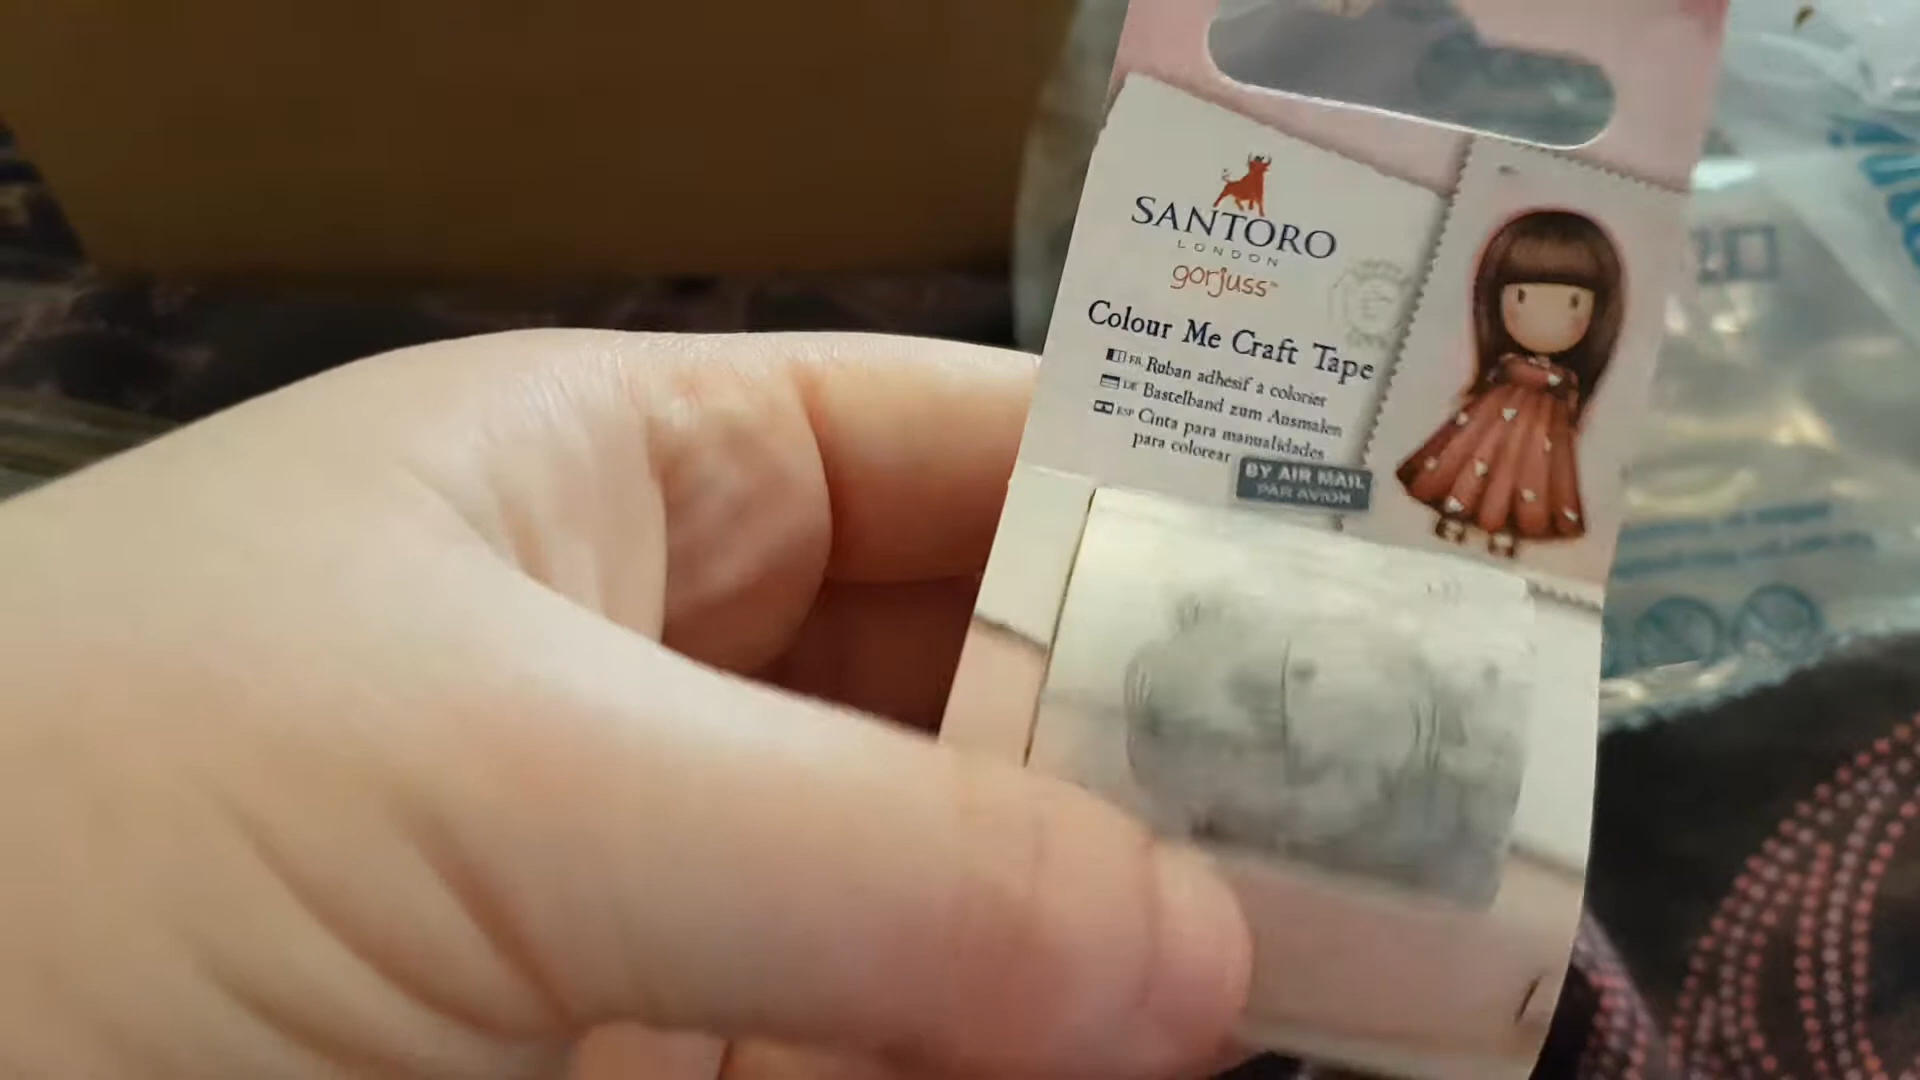 SANTORO
LONDON
gorjuss™
Colour Me Craft Tape
FR Ruban adhésif à colorier
DE Bastelband zum Ausmalen
ESP Cinta para manualidades
para colorear
BY AIR MAIL
PAR AVION